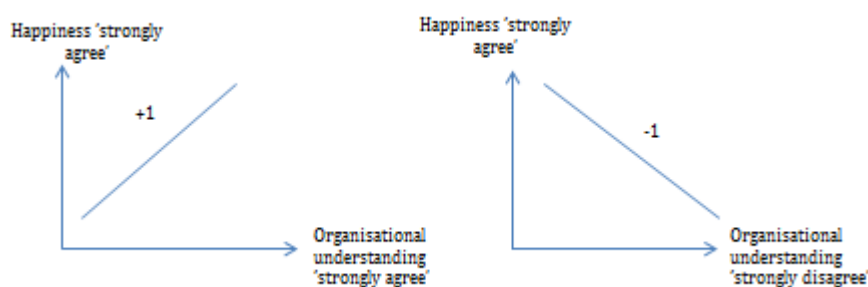 Happiness 'strongly
agree'
+1
Organisational
understanding
'strongly agree'
Happiness 'strongly
agree'
-1
Organisational
understanding
'strongly disagree'